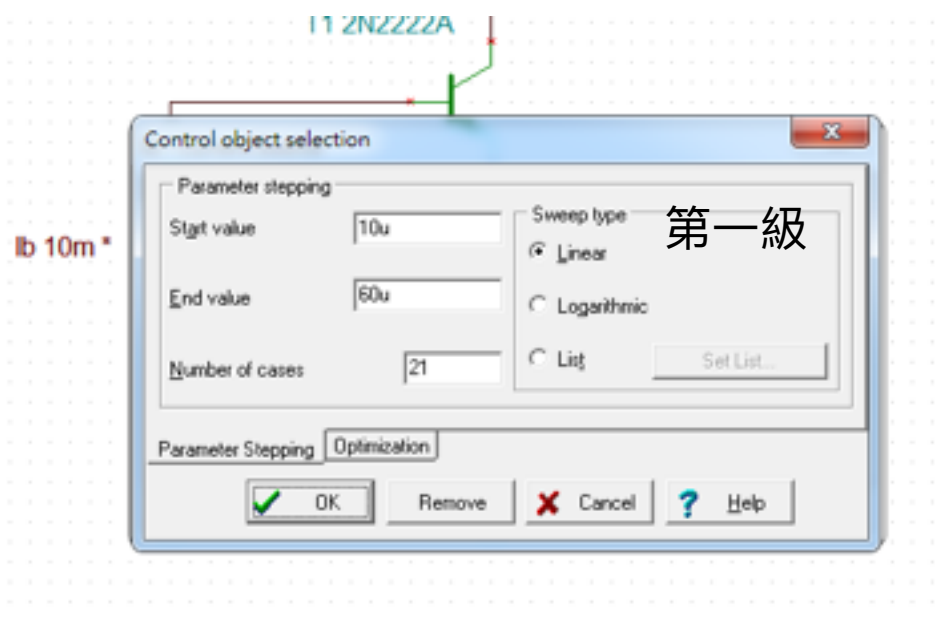 T1 2N2222A
Control object selection
Parameter stepping
Start value
10u
End value
60u
Number of cases
21
Sweep type
第一級
Linear
Logarithmic
List
Set List...
Ib 10m *
Parameter Stepping
Optimization
OK
Remove
Cancel
? Help